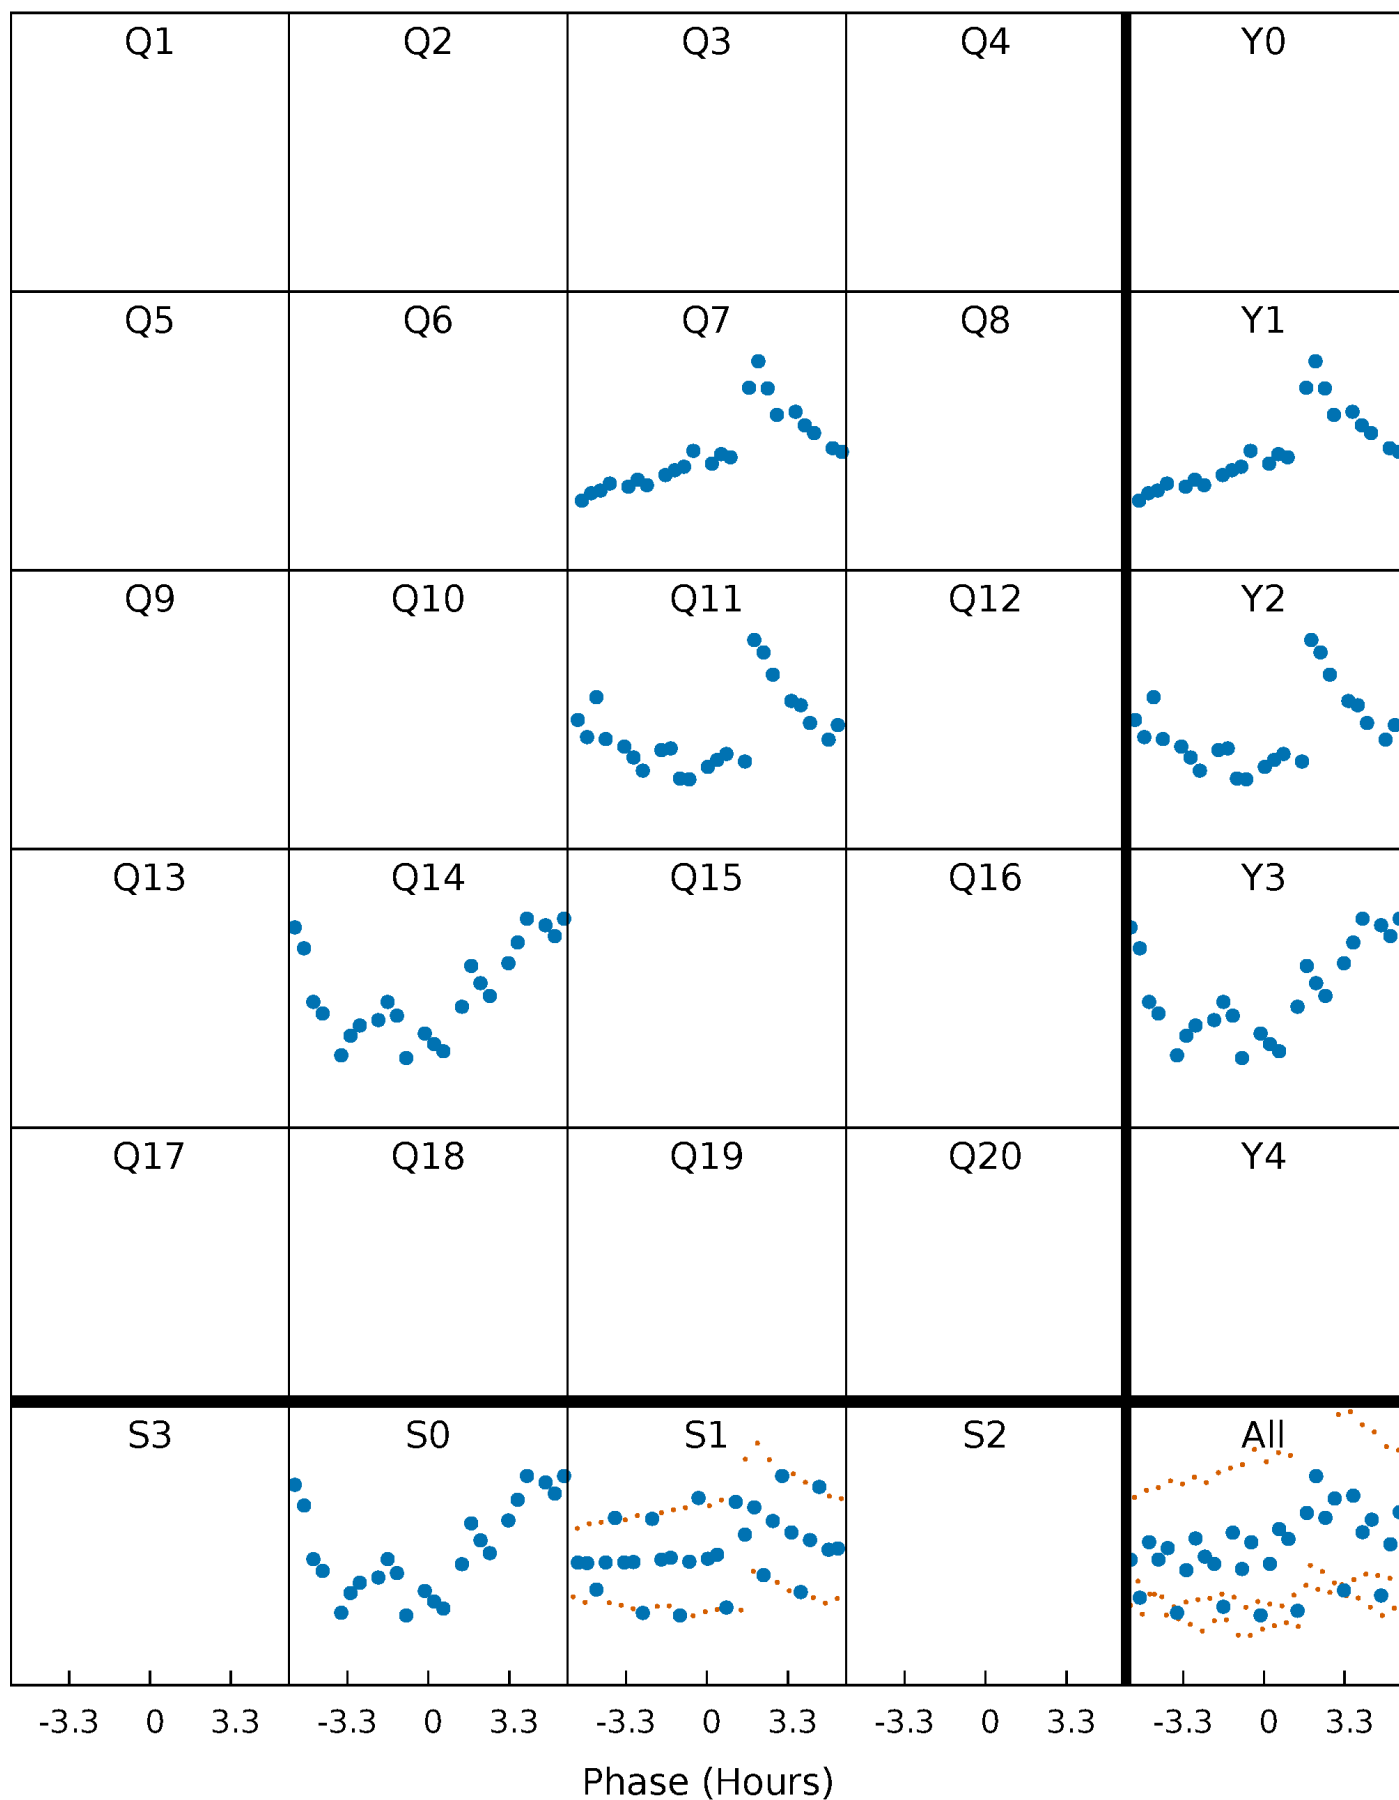 Q1 Q2 Q3 Q4 Y0
Q5 Q6 Q7 Q8 Y1
Q9 Q10 Q11 Q12 Y2
Q13 Q14 Q15 Q16 Y3
Q17 Q18 Q19 Q20 Y4
S3 S0 S1 S2 All
-3.3 0 3.3 -3.3 0 3.3 -3.3 0 3.3 -3.3 0 3.3 -3.3 0 3.3
Phase (Hours)